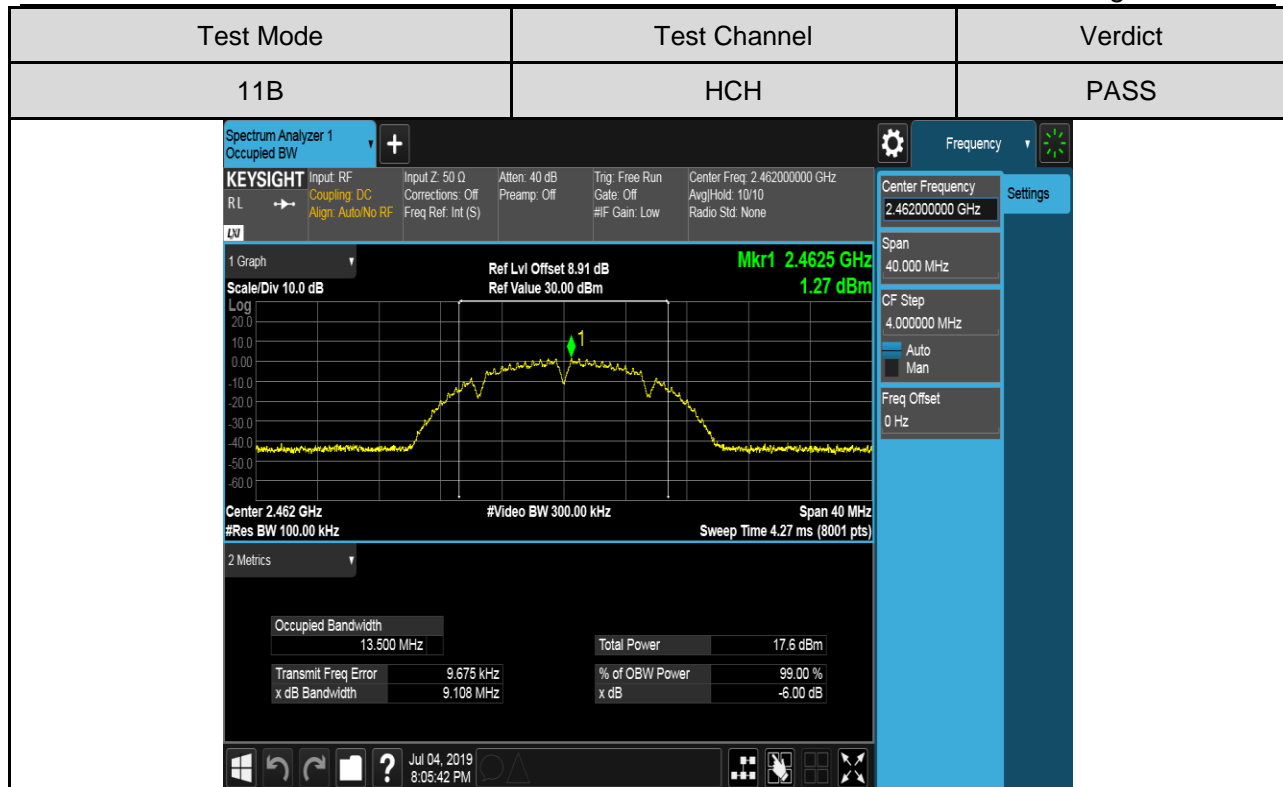 Test Mode Test Channel Verdict
11B HCH PASS
Spectrum Analyzer 1
Occupied BW
+
Frequency
KEYSIGHT
RL
LXI
Input: RF
Coupling: DC
Align: Auto/No RF
Input Z: 50 Ω
Corrections: Off
Freq Ref: Int (S)
Atten: 40 dB
Preamp: Off
Trig: Free Run
Gate: Off
#IF Gain: Low
Center Freq: 2.462000000 GHz
Avg|Hold: 10/10
Radio Std: None
Center Frequency
2.462000000 GHz
Settings
Span
40.000 MHz
CF Step
4.000000 MHz
Auto
Man
Freq Offset
0 Hz
1 Graph
Scale/Div 10.0 dB
Ref Lvl Offset 8.91 dB
Ref Value 30.00 dBm
Mkr1 2.4625 GHz
1.27 dBm
Log
20.0
10.0
0.00
-10.0
-20.0
-30.0
-40.0
-50.0
-60.0
1
Center 2.462 GHz #Video BW 300.00 kHz Span 40 MHz
#Res BW 100.00 kHz Sweep Time 4.27 ms (8001 pts)
2 Metrics
Occupied Bandwidth
13.500 MHz
Total Power 17.6 dBm
Transmit Freq Error 9.675 kHz
% of OBW Power 99.00 %
x dB Bandwidth 9.108 MHz
x dB -6.00 dB
?
Jul 04, 2019
8:05:42 PM